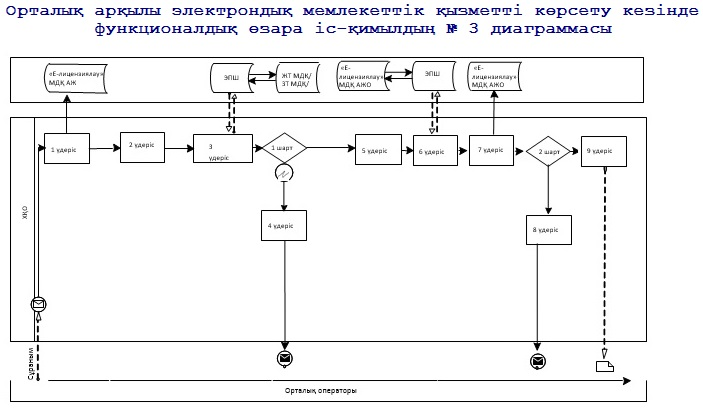 Орталық арқылы электрондық мемлекеттік қызметті көрсету кезінде
функционалдық өзара іс-қимылдың № 3 диаграммасы
«Е-лицензиялау»
МДҚ АЖ
ЭПШ
ЖТ МДҚ/
ЗТ МДҚ/
«Е-
лицензиялау»
МДҚ АЖО
ЭПШ
«Е-
лицензиялау»
МДҚ АЖО
ХҚО
1 үдеріс
2 үдеріс
3
үдеріс
1 шарт
5 үдеріс
6 үдеріс
7 үдеріс
2 шарт
9 үдеріс
4 үдеріс
8 үдеріс
Сұраным
Орталық операторы